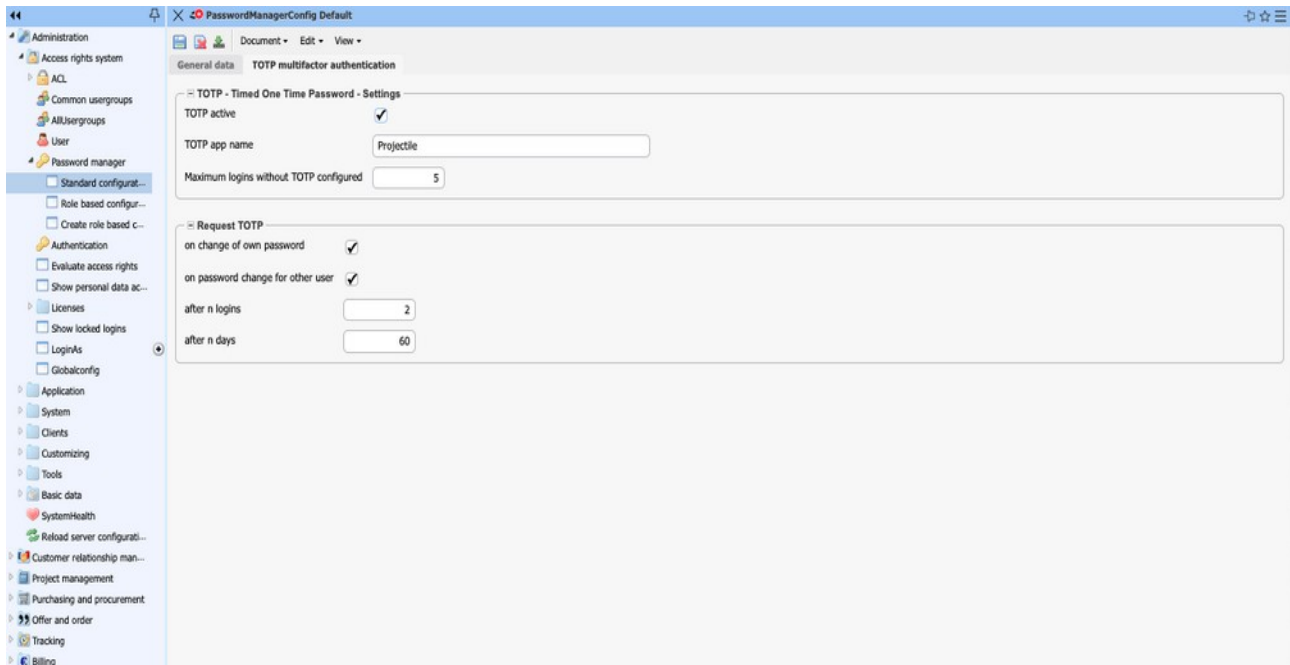 PasswordManagerConfig Default
Administration
Access rights system
ACL
Common usergroups
AllUsergroups
User
Password manager
Standard configurat...
Role based configur...
Create role based c...
Authentication
Evaluate access rights
Show personal data ac...
Licenses
Show locked logins
LoginAs
Globalconfig
Application
System
Clients
Customizing
Tools
Basic data
SystemHealth
Reload server configurati...
Customer relationship man...
Project management
Purchasing and procurement
Offer and order
Tracking
Billing
Document Edit View
General data TOTP multifactor authentication
TOTP - Timed One Time Password - Settings
TOTP active
TOTP app name Projectile
Maximum logins without TOTP configured 5
Request TOTP
on change of own password
on password change for other user
after n logins 2
after n days 60